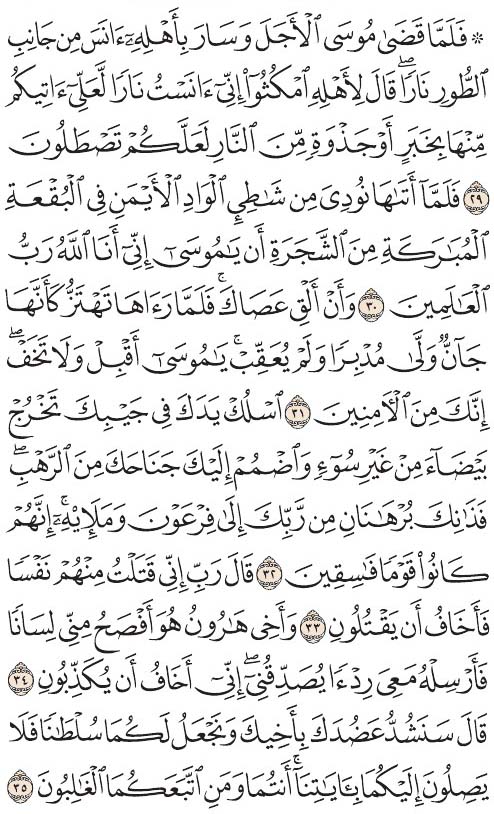 ۞ فَلَمَّا قَضَىٰ مُوسَى ٱلْأَجَلَ وَسَارَ بِأَهْلِهِۦٓ ءَانَسَ مِن جَانِبِ
ٱلطُّورِ نَارًاۖ قَالَ لِأَهْلِهِ ٱمْكُثُوٓاْ إِنِّيٓ ءَانَسْتُ نَارًا لَّعَلِّيٓ ءَاتِيكُم
مِّنْهَا بِخَبَرٍ أَوْ جَذْوَةٍ مِّنَ ٱلنَّارِ لَعَلَّكُمْ تَصْطَلُونَ
٢٩ فَلَمَّآ أَتَىٰهَا نُودِيَ مِن شَٰطِيِٕ ٱلْوَادِ ٱلْأَيْمَنِ فِي ٱلْبُقْعَةِ
ٱلْمُبَٰرَكَةِ مِنَ ٱلشَّجَرَةِ أَن يَٰمُوسَىٰٓ إِنِّيٓ أَنَا ٱللَّهُ رَبُّ
ٱلْعَٰلَمِينَ ٣٠ وَأَنْ أَلْقِ عَصَاكَۚ فَلَمَّا رَءَاهَا تَهْتَزُّ كَأَنَّهَا
جَآنٌّ وَلَّىٰ مُدْبِرًا وَلَمْ يُعَقِّبْۚ يَٰمُوسَىٰٓ أَقْبِلْ وَلَا تَخَفْۖ
إِنَّكَ مِنَ ٱلْأٓمِنِينَ ٣١ ٱسْلُكْ يَدَكَ فِي جَيْبِكَ تَخْرُجْ
بَيْضَآءَ مِنْ غَيْرِ سُوٓءٍ وَٱضْمُمْ إِلَيْكَ جَنَاحَكَ مِنَ ٱلرَّهْبِۖ
فَذَٰنِكَ بُرْهَٰنَانِ مِن رَّبِّكَ إِلَىٰ فِرْعَوْنَ وَمَلَإِيْهِۦٓۚ إِنَّهُمْ
كَانُواْ قَوْمًا فَٰسِقِينَ ٣٢ قَالَ رَبِّ إِنِّي قَتَلْتُ مِنْهُمْ نَفْسًا
فَأَخَافُ أَن يَقْتُلُونِ ٣٣ وَأَخِي هَٰرُونُ هُوَ أَفْصَحُ مِنِّي لِسَانًا
فَأَرْسِلْهُ مَعِيَ رِدْءًا يُصَدِّقُنِيٓۖ إِنِّيٓ أَخَافُ أَن يُكَذِّبُونِ ٣٤
قَالَ سَنَشُدُّ عَضُدَكَ بِأَخِيكَ وَنَجْعَلُ لَكُمَا سُلْطَٰنًا فَلَا
يَصِلُونَ إِلَيْكُمَا بِـَٔايَٰتِنَآۚ أَنتُمَا وَمَنِ ٱتَّبَعَكُمَا ٱلْغَٰلِبُونَ ٣٥